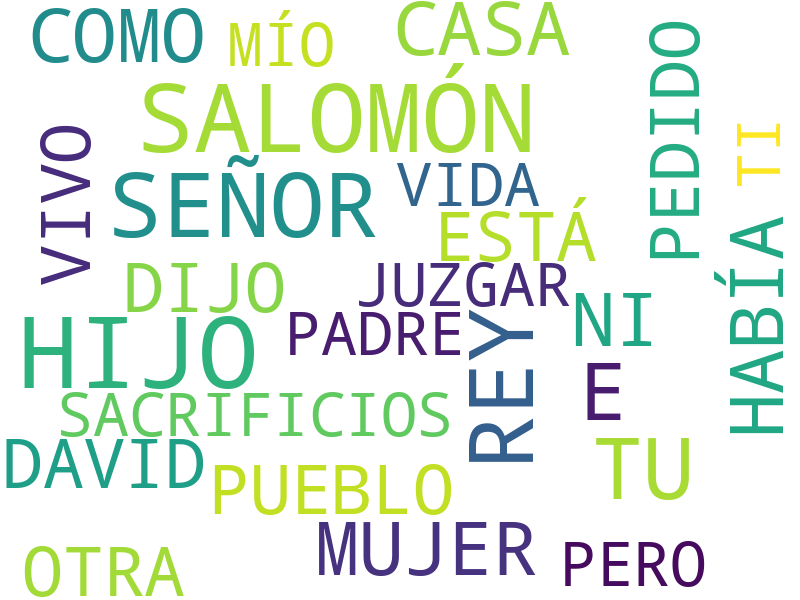 COMO
MÍO
CASA
SALOMÓN
PEDIDO
TI
VIVO
SEÑOR
VIDA
ESTÁ
HABÍA
DIJO
JUZGAR
NI
HIJO
PADRE
REY
E
SACRIFICIOS
DAVID
PUEBLO
TU
MUJER
OTRA
PERO